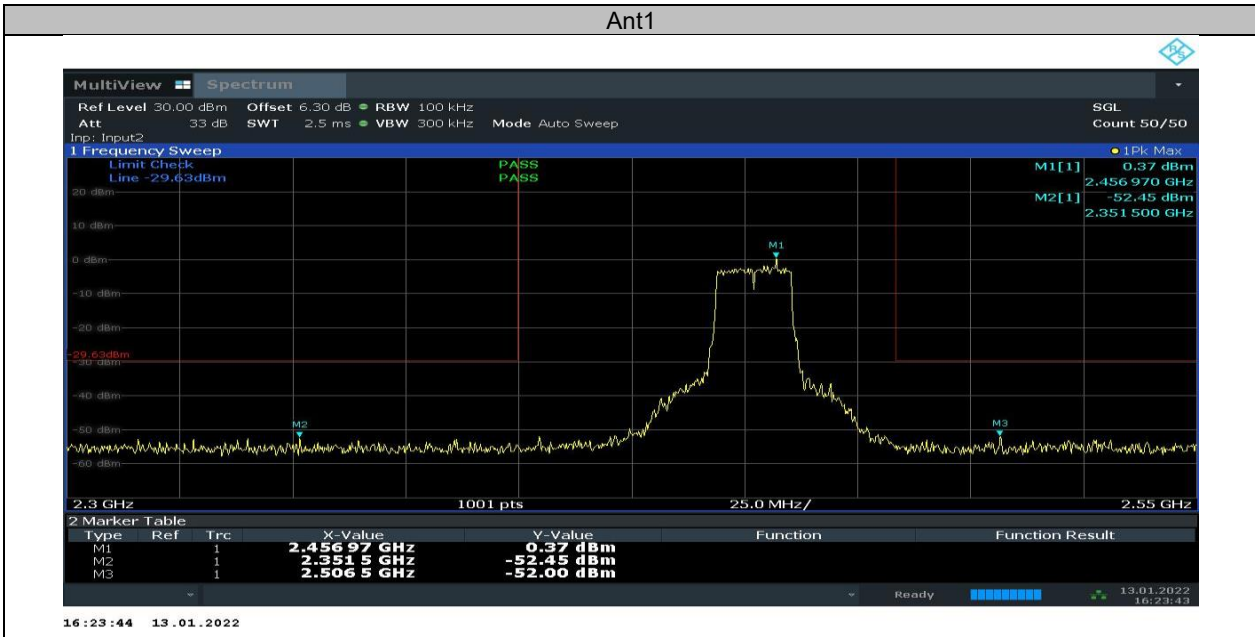 Ant1
MultiView Spectrum
Ref Level 30.00 dBm Offset 6.30 dB RBW 100 kHz SGL
Att 33 dB SWT 2.5 ms VBW 300 kHz Mode Auto Sweep Count 50/50
Inp: Input2
1 Frequency Sweep 1Pk Max
Limit Check PASS M1[1] 0.37 dBm
Line -29.63dBm PASS 2.456 970 GHz
20 dBm M2[1] -52.45 dBm
2.351 500 GHz
10 dBm
M1
0 dBm
-10 dBm
-20 dBm
-29.63dBm
-30 dBm
-40 dBm
M2 M3
-50 dBm
-60 dBm
2.3 GHz 1001 pts 25.0 MHz/ 2.55 GHz
2 Marker Table
Type Ref Trc X-Value Y-Value Function Function Result
M1 1 2.456 97 GHz 0.37 dBm
M2 1 2.351 5 GHz -52.45 dBm
M3 1 2.506 5 GHz -52.00 dBm
Ready 13.01.2022
16:23:43
16:23:44 13.01.2022